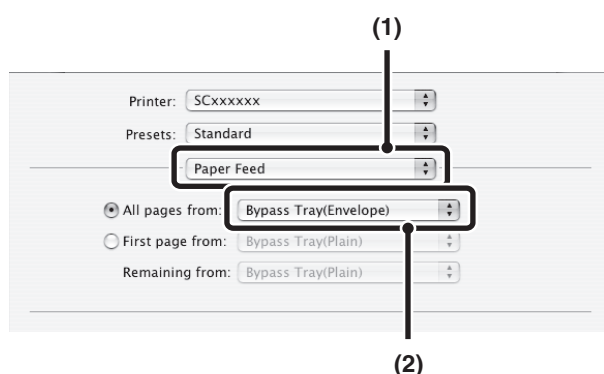 (1)
Printer: SCxxxxxx
Presets: Standard
Paper Feed
All pages from: Bypass Tray(Envelope)
First page from: Bypass Tray(Plain)
Remaining from: Bypass Tray(Plain)
(2)